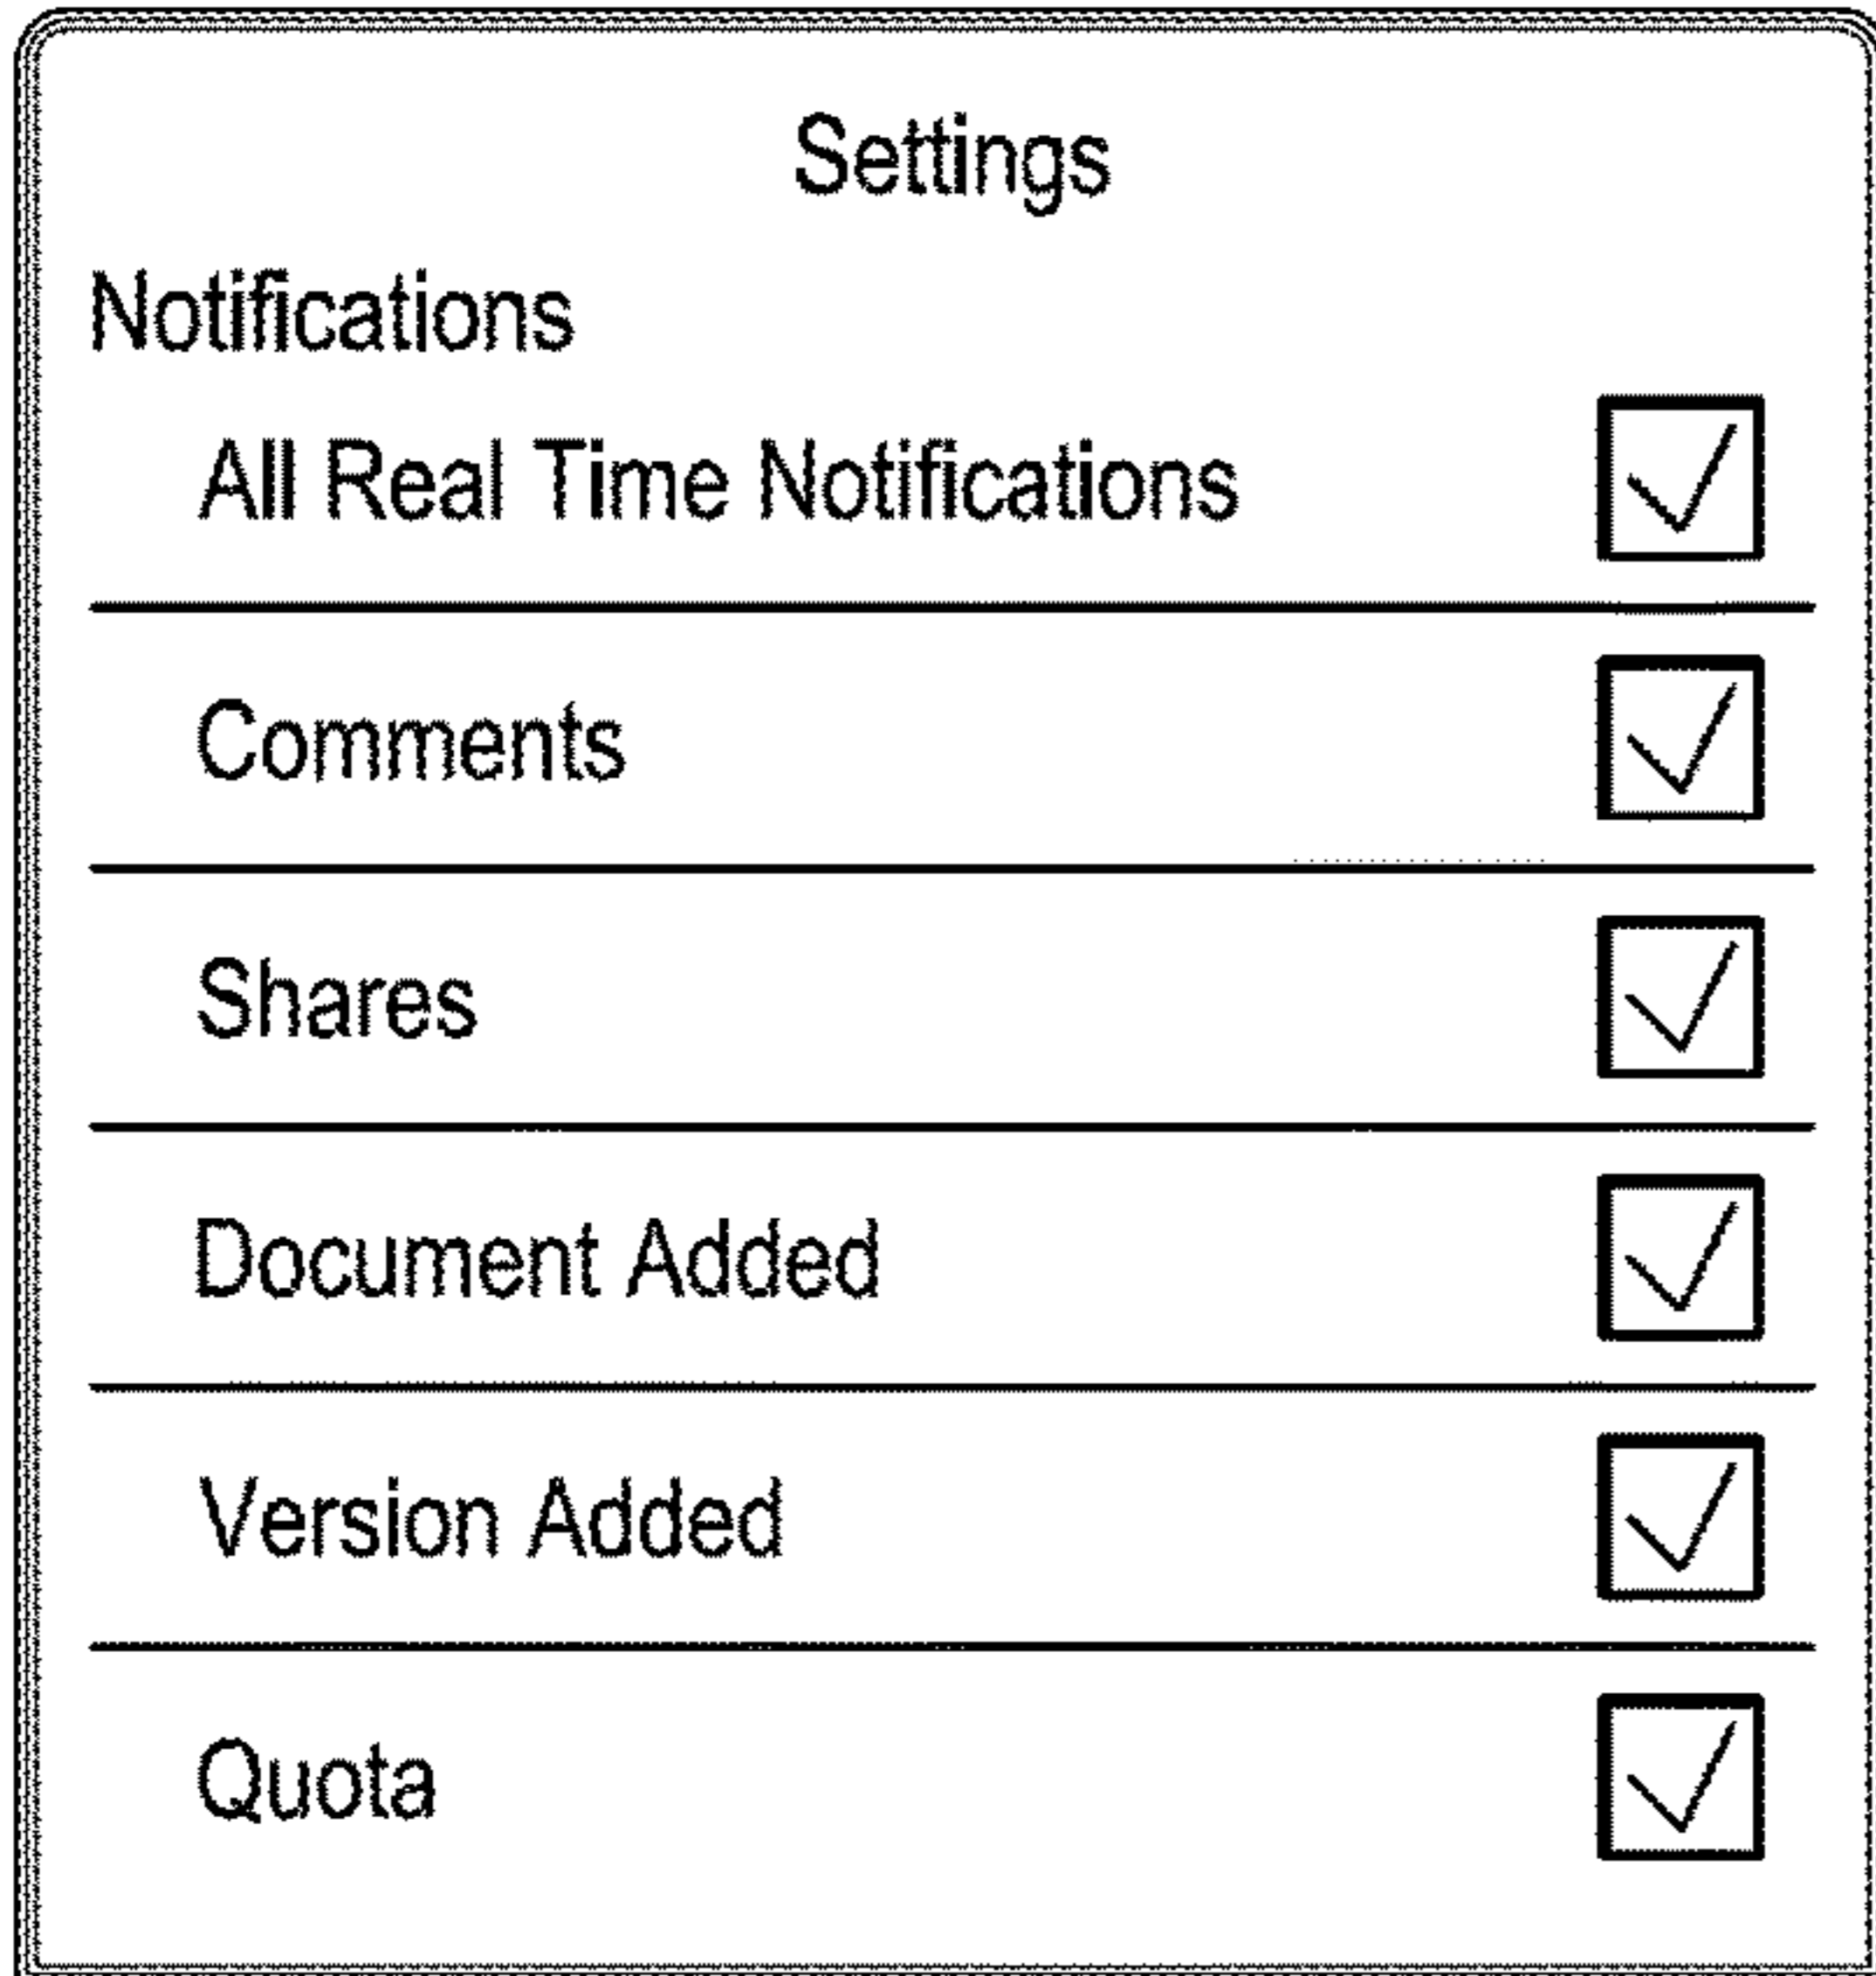 Settings
Notifications
All Real Time Notifications
Comments
Shares
Document Added
Version Added
Quota